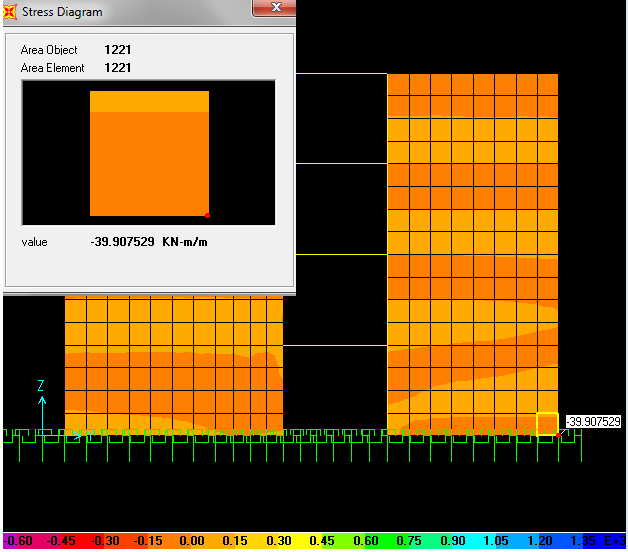 Stress Diagram
Area Object 1221
Area Element 1221
value -39.907529 KN-m/m
Z
-39.907529
-0.60 -0.45 -0.30 -0.15 0.00 0.15 0.30 0.45 0.60 0.75 0.90 1.05 1.20 1.35 E+3